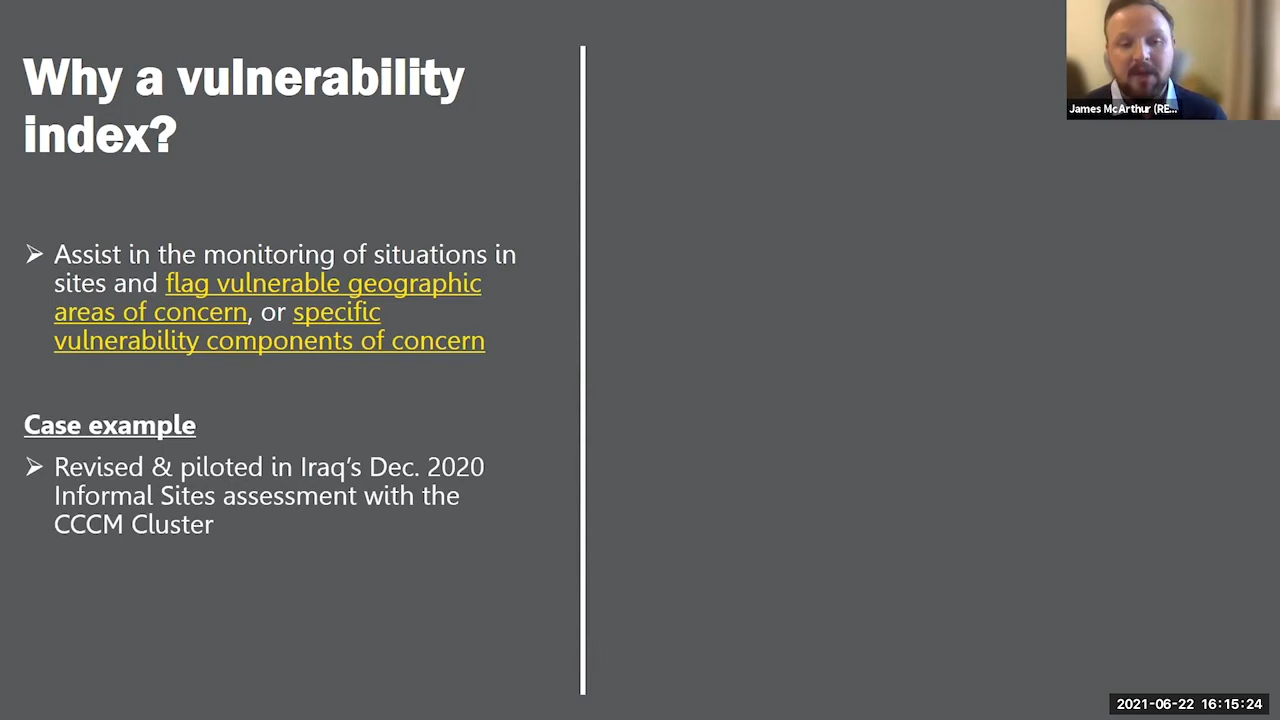 Why a vulnerability
index?
➢ Assist in the monitoring of situations in
sites and flag vulnerable geographic
areas of concern, or specific
vulnerability components of concern
Case example
➢ Revised & piloted in Iraq's Dec. 2020
Informal Sites assessment with the
CCCM Cluster
James McArthur (RE...
2021-06-22 16:15:24